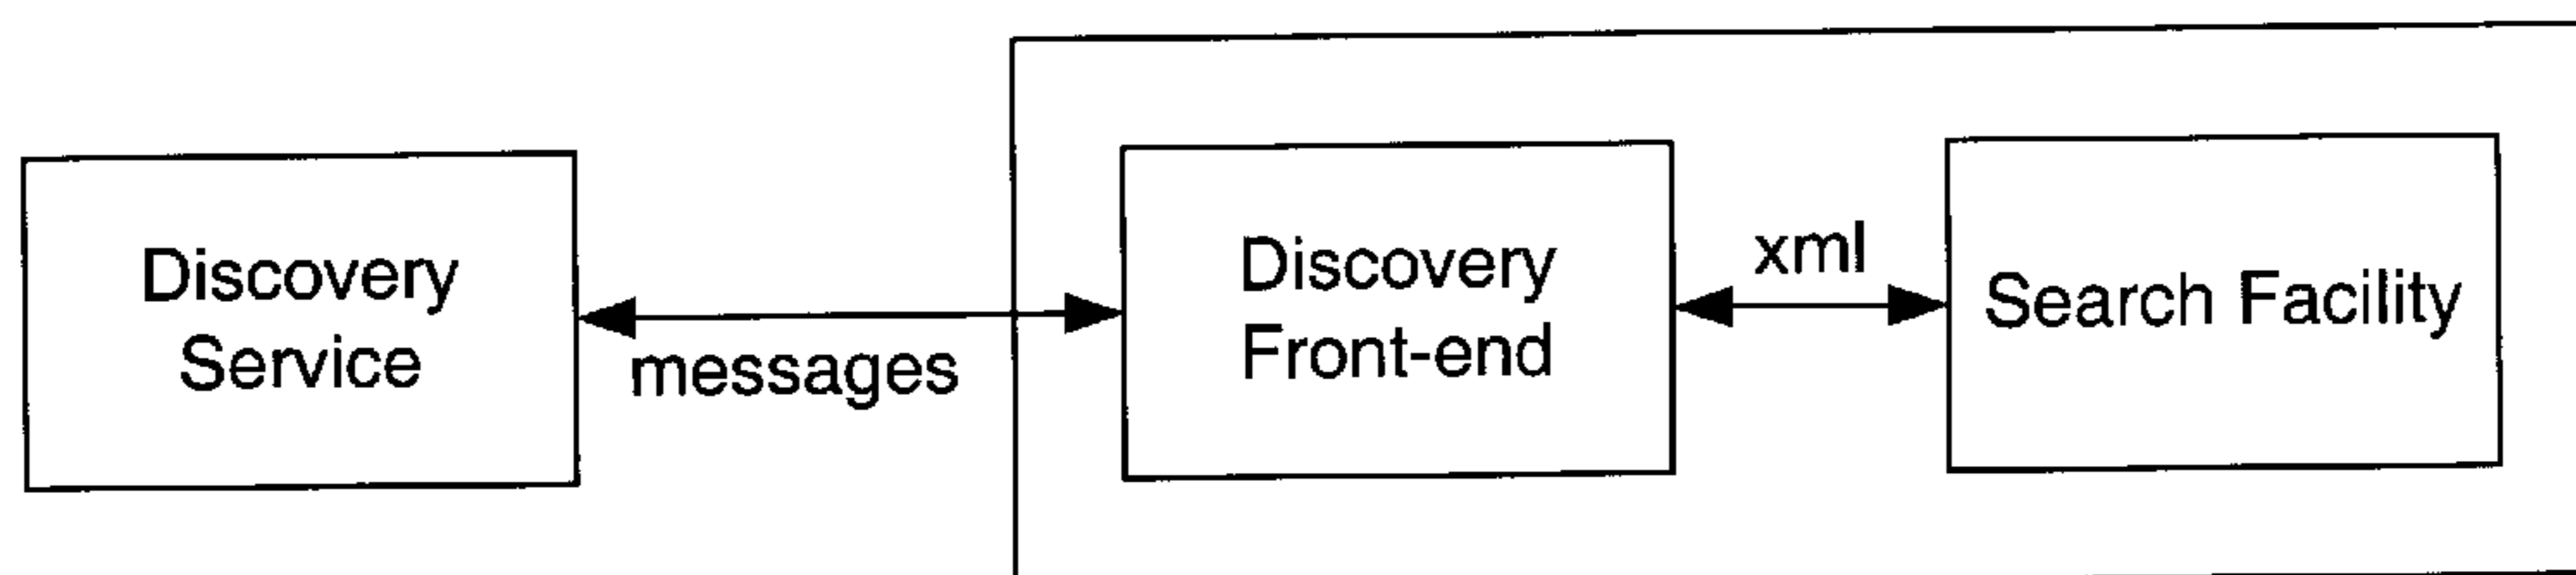 Discovery
Service
messages
Discovery
Front-end
xml
Search Facility